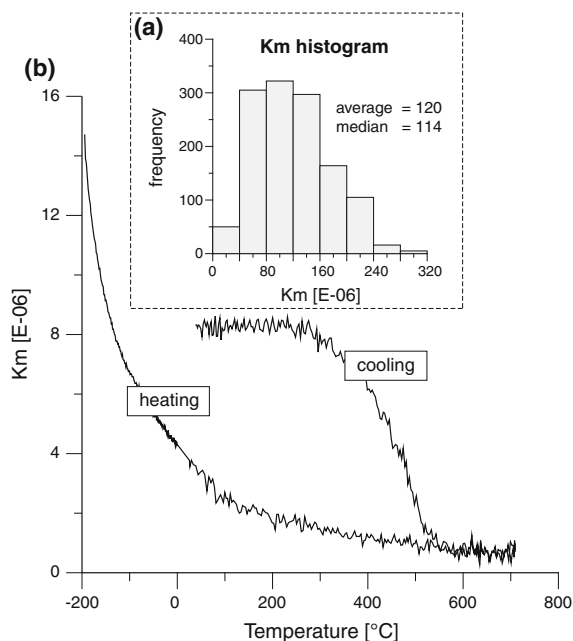 (a)
Km histogram
400
300
200
100
0
frequency
average = 120
median = 114
0 80 160 240 320
Km [E-06]
(b)
16
12
8
4
0
Km [E-06]
heating
cooling
-200 0 200 400 600 800
Temperature [°C]